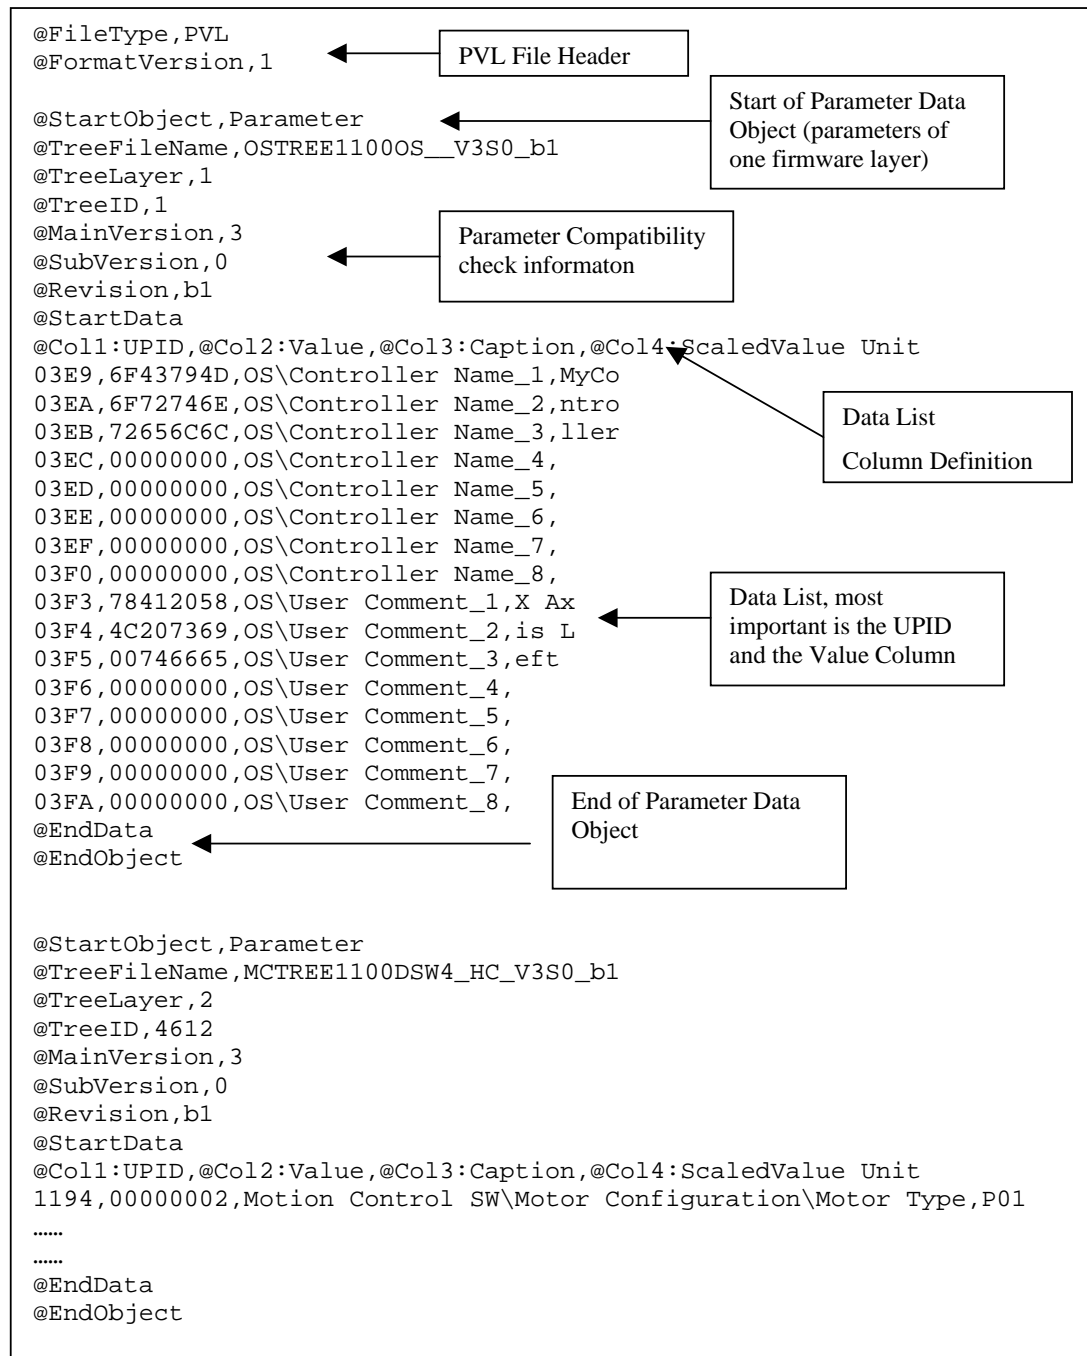 @FileType,PVL
@FormatVersion,1
PVL File Header
@StartObject,Parameter
@TreeFileName,OSTREE1100OS__V3S0_b1
@TreeLayer,1
@TreeID,1
@MainVersion,3
@SubVersion,0
@Revision,b1
@StartData
Start of Parameter Data
Object (parameters of
one firmware layer)
Parameter Compatibility
check informaton
@Col1:UPID,@Col2:Value,@Col3:Caption,@Col4:ScaledValue Unit
03E9,6F43794D,OS\Controller Name_1,MyCo
03EA,6F72746E,OS\Controller Name_2,ntro
03EB,72656C6C,OS\Controller Name_3,ller
03EC,00000000,OS\Controller Name_4,
03ED,00000000,OS\Controller Name_5,
03EE,00000000,OS\Controller Name_6,
03EF,00000000,OS\Controller Name_7,
03F0,00000000,OS\Controller Name_8,
03F3,78412058,OS\User Comment_1,X Ax
03F4,4C207369,OS\User Comment_2,is L
03F5,00746665,OS\User Comment_3,eft
03F6,00000000,OS\User Comment_4,
03F7,00000000,OS\User Comment_5,
03F8,00000000,OS\User Comment_6,
03F9,00000000,OS\User Comment_7,
03FA,00000000,OS\User Comment_8,
Data List
Column Definition
Data List, most
important is the UPID
and the Value Column
@EndData
@EndObject
End of Parameter Data
Object
@StartObject,Parameter
@TreeFileName,MCTREE1100DSW4_HC_V3S0_b1
@TreeLayer,2
@TreeID,4612
@MainVersion,3
@SubVersion,0
@Revision,b1
@StartData
@Col1:UPID,@Col2:Value,@Col3:Caption,@Col4:ScaledValue Unit
1194,00000002,Motion Control SW\Motor Configuration\Motor Type,P01
……
……
@EndData
@EndObject